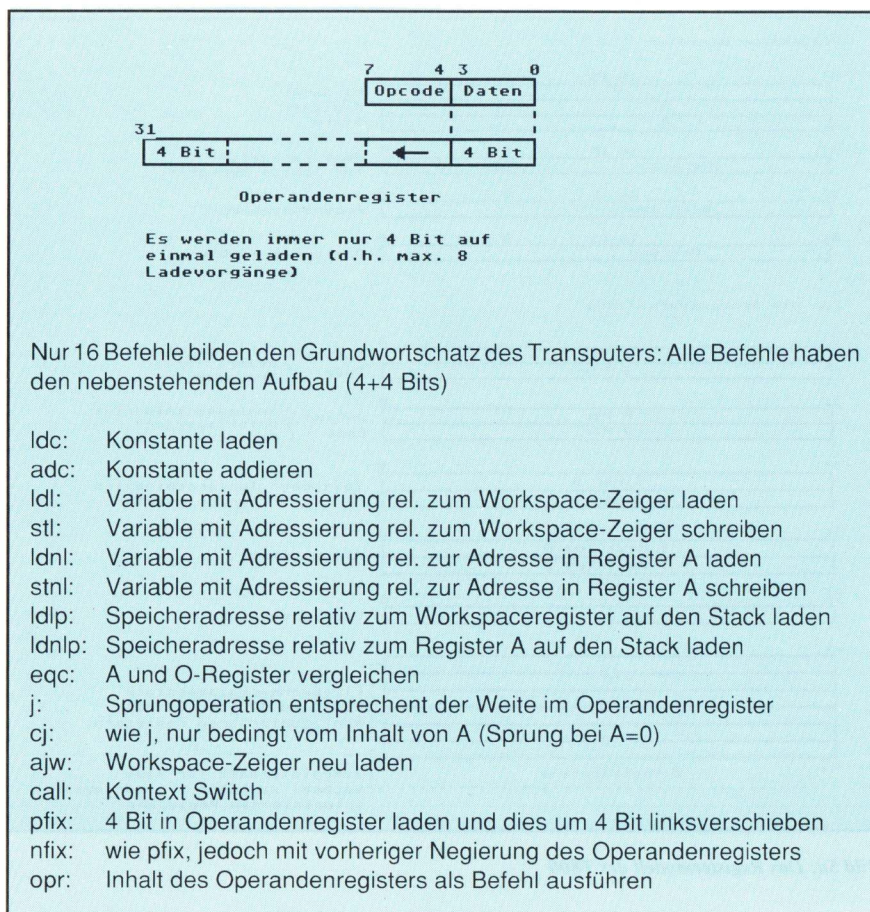 7 4 3 0
Opcode Daten
31
4 Bit 4 Bit
Operandenregister
Es werden immer nur 4 Bit auf
einmal geladen (d.h. max. 8
Ladevorgänge)
Nur 16 Befehle bilden den Grundwortschatz des Transputers: Alle Befehle haben
den nebenstehenden Aufbau (4+4 Bits)
ldc: Konstante laden
adc: Konstante addieren
ldl: Variable mit Adressierung rel. zum Workspace-Zeiger laden
stl: Variable mit Adressierung rel. zum Workspace-Zeiger schreiben
ldnl: Variable mit Adressierung rel. zur Adresse in Register A laden
stnl: Variable mit Adressierung rel. zur Adresse in Register A schreiben
ldlp: Speicheradresse relativ zum Workspaceregister auf den Stack laden
ldnlp: Speicheradresse relativ zum Register A auf den Stack laden
eqc: A und O-Register vergleichen
j: Sprungoperation entsprechent der Weite im Operandenregister
cj: wie j, nur bedingt vom Inhalt von A (Sprung bei A=0)
ajw: Workspace-Zeiger neu laden
call: Kontext Switch
pfix: 4 Bit in Operandenregister laden und dies um 4 Bit linksverschieben
nfix: wie pfix, jedoch mit vorheriger Negierung des Operandenregisters
opr: Inhalt des Operandenregisters als Befehl ausführen